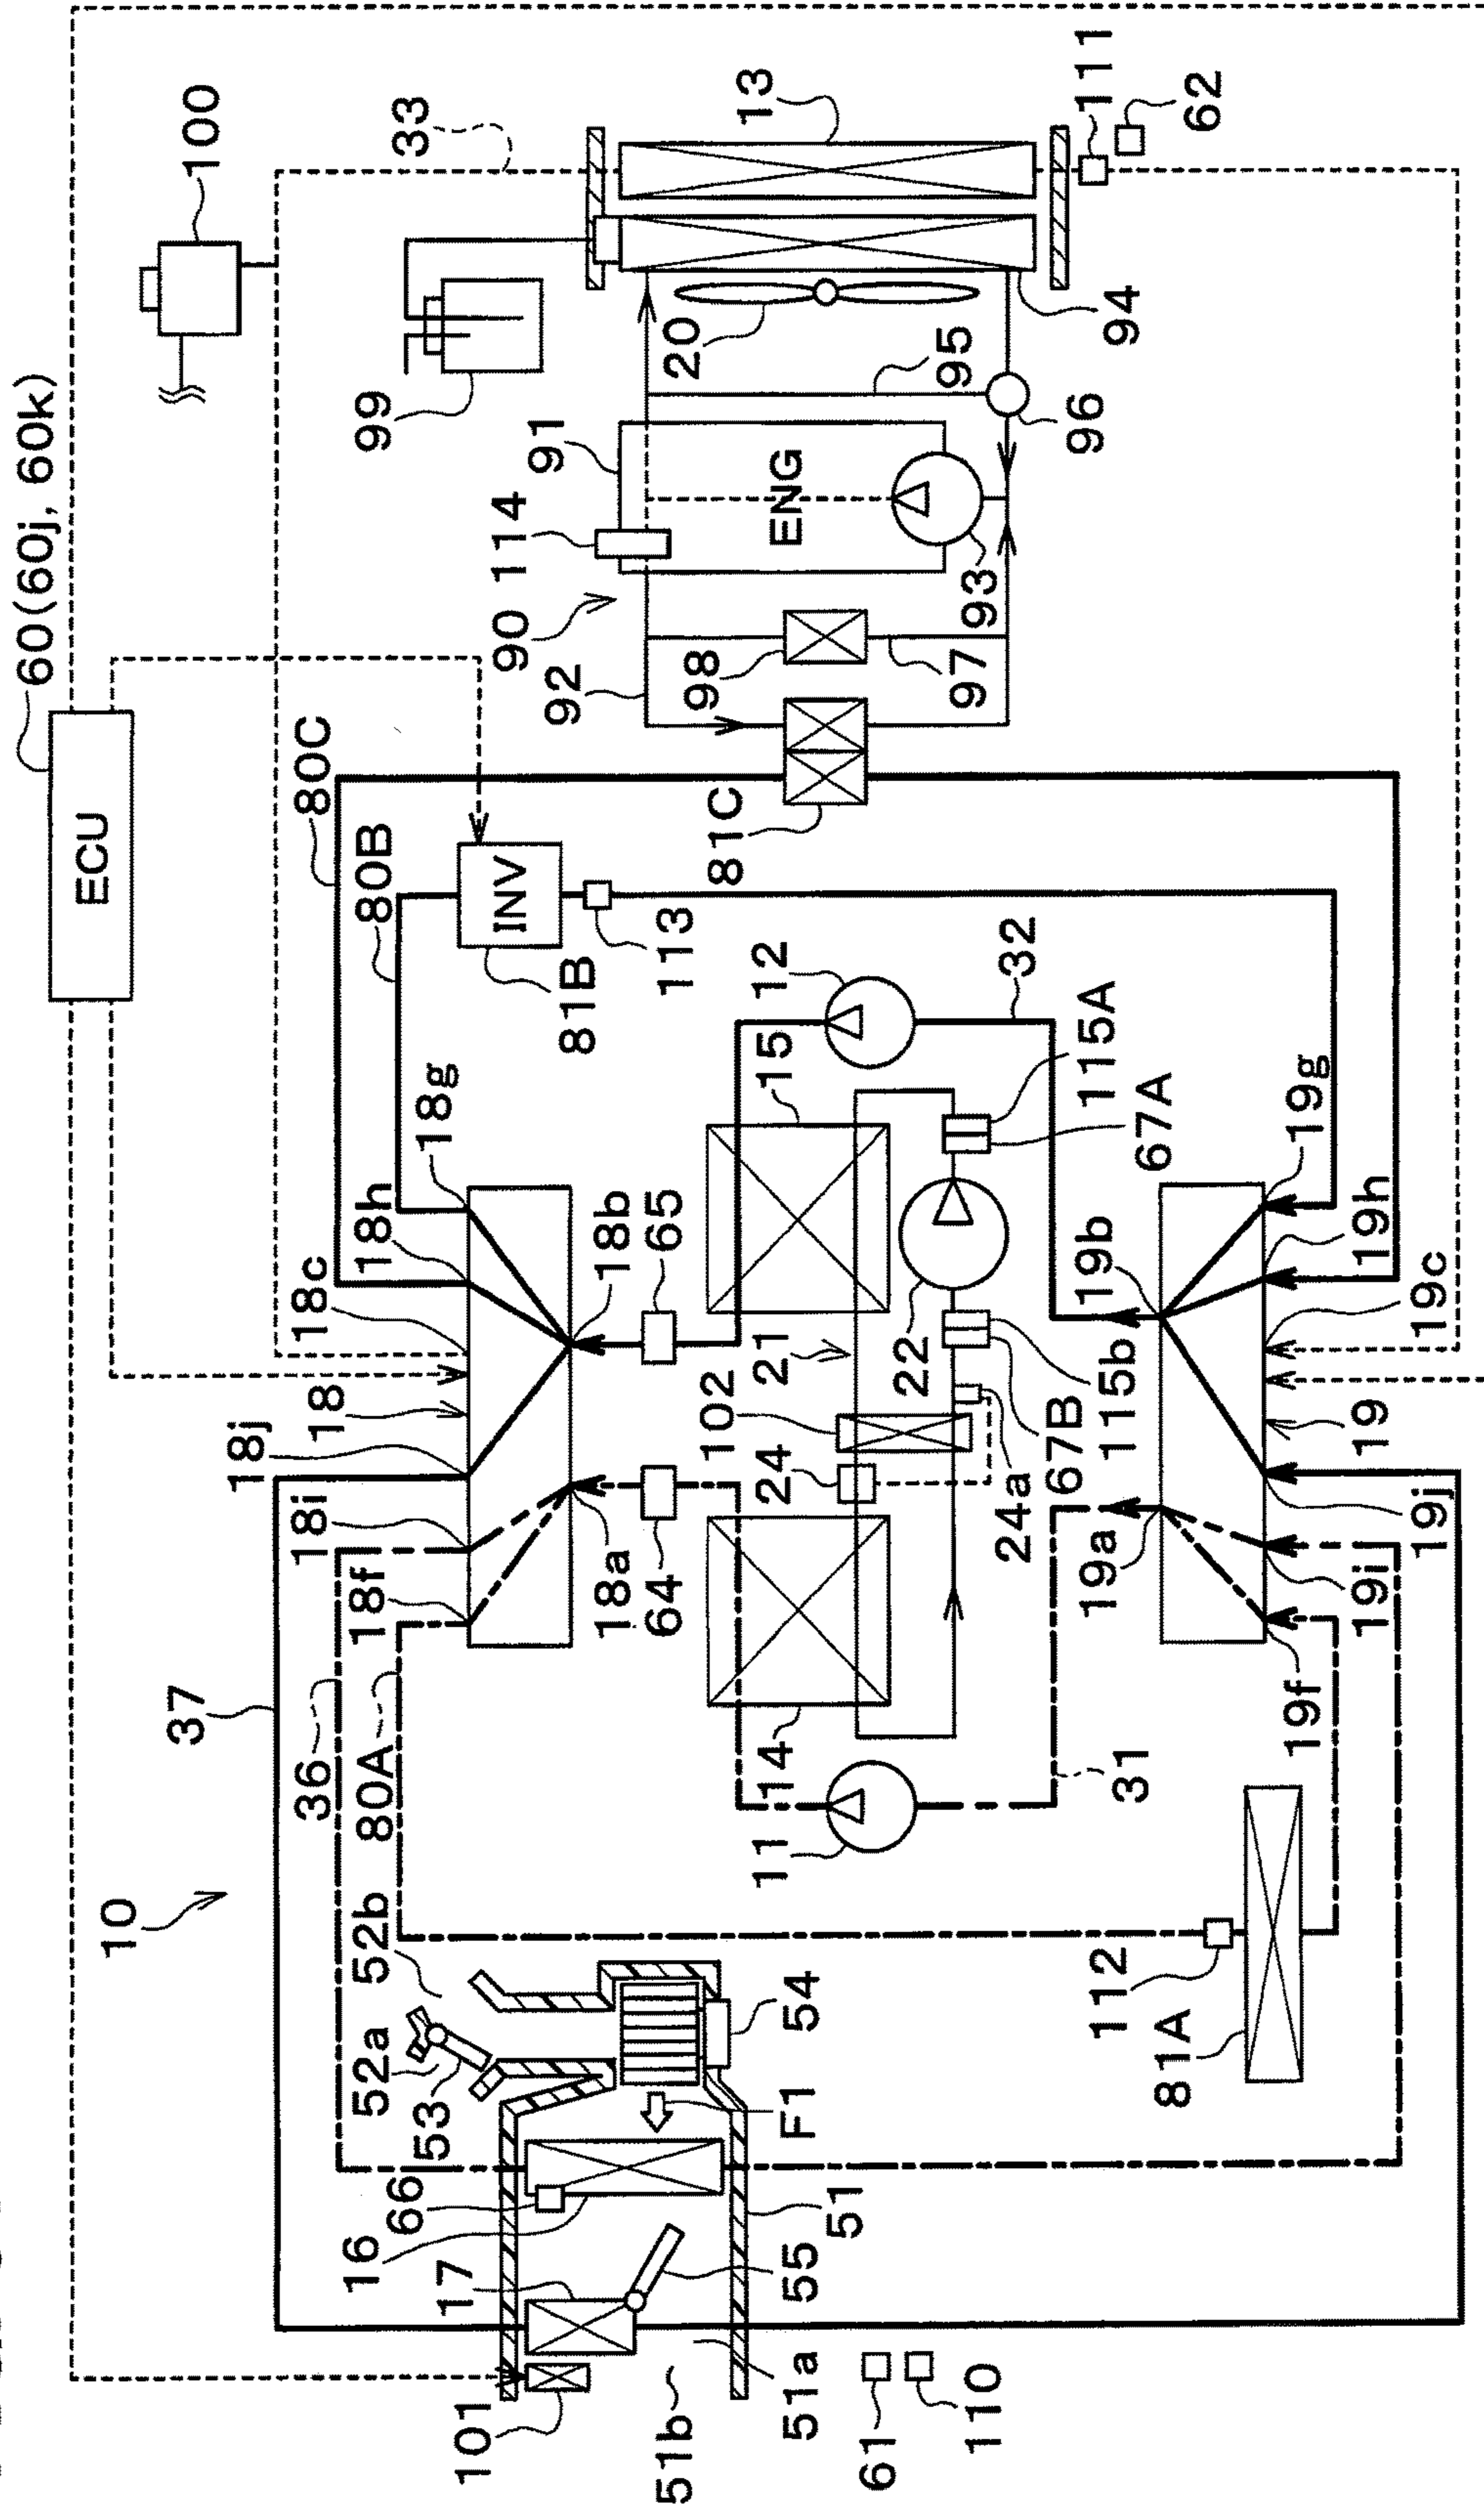 60(60j, 60k)
ECU
100
33
13
111
62
99
20
94
95
96
91
114
ENG
93
90
92
98
97
80C
80B
81C
INV
81B
113
12
32
15
115A
67A
18g
18h
18c
18b
65
19g
19h
19b
19c
21
22
102
115b
67B
18
18j
24
24a
19
19j
18i
18f
18a
64
19a
19i
19f
37
36
80A
14
11
31
10
52b
52a
53
54
112
81A
F1
66
16
17
51
55
101
51b
51a
61
110